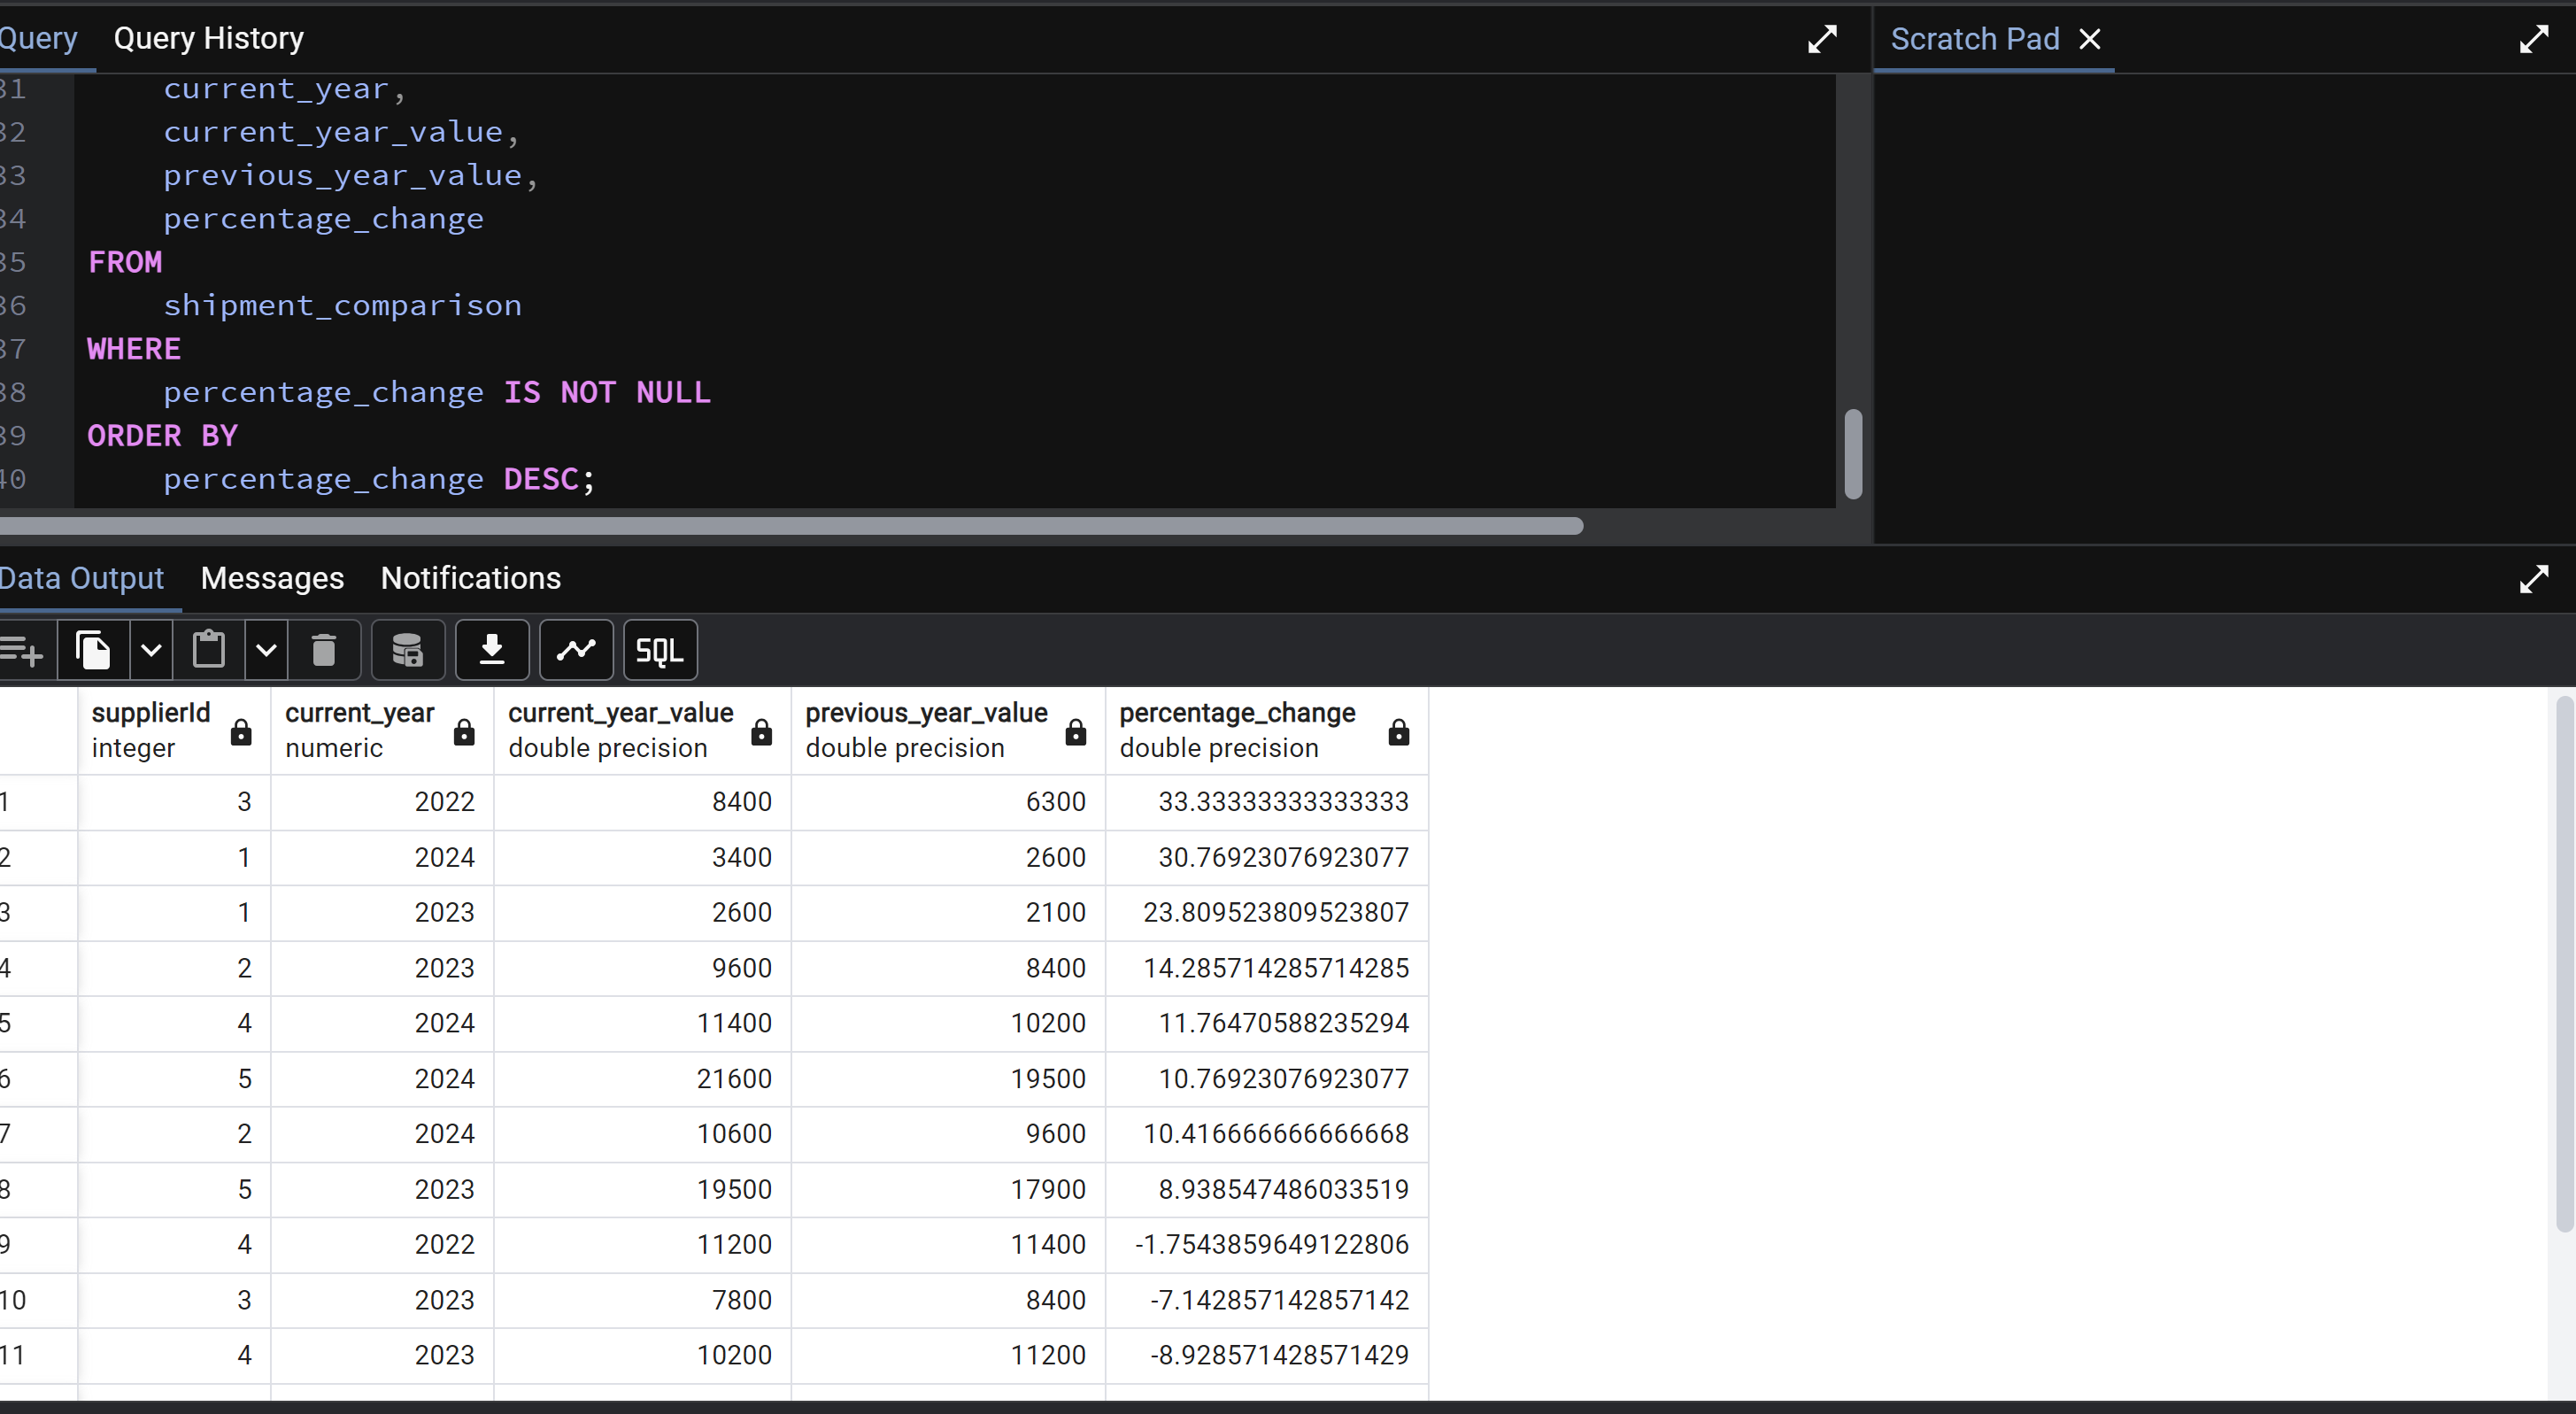 Query Query History Scratch Pad
31 current_year,
32 current_year_value,
33 previous_year_value,
34 percentage_change
35 FROM
36 shipment_comparison
37 WHERE
38 percentage_change IS NOT NULL
39 ORDER BY
40 percentage_change DESC;
Data Output Messages Notifications
SQL
supplierId current_year current_year_value previous_year_value percentage_change
integer numeric double precision double precision double precision
1 3 2022 8400 6300 33.33333333333333
2 1 2024 3400 2600 30.76923076923077
3 1 2023 2600 2100 23.809523809523807
4 2 2023 9600 8400 14.285714285714285
5 4 2024 11400 10200 11.76470588235294
6 5 2024 21600 19500 10.76923076923077
7 2 2024 10600 9600 10.416666666666668
8 5 2023 19500 17900 8.938547486033519
9 4 2022 11200 11400 -1.7543859649122806
10 3 2023 7800 8400 -7.142857142857142
11 4 2023 10200 11200 -8.928571428571429